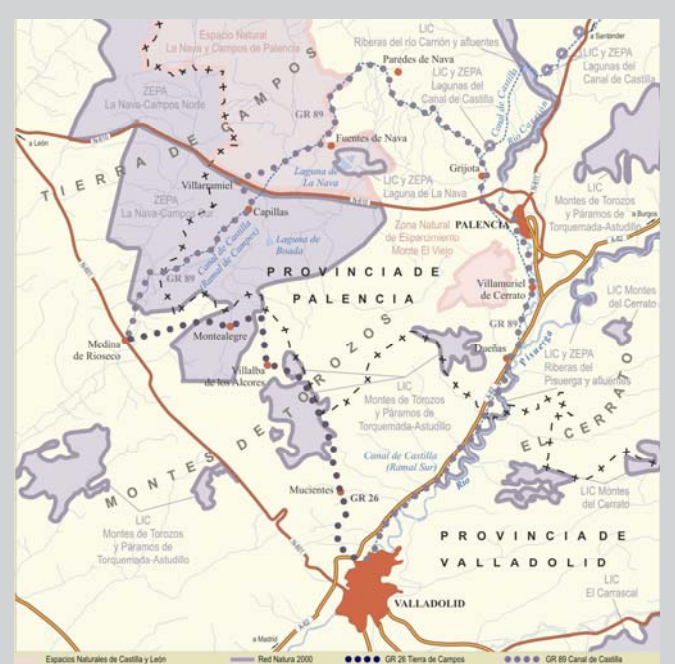 Espacio Natural
La Nava y Campos de Palencia
LIC
Riberas del río Carrión y afluentes
a Santander
Paredes de Nava
LIC y ZEPA
Lagunas del
Canal de Castilla
LIC y ZEPA
Lagunas del
Canal de Castilla
Canal de Castilla
Río Carrión
ZEPA
La Nava-Campos Norte
GR 89
TIERRA DE CAMPOS
a León
N-610
Fuentes de Nava
Laguna de
La Nava
LIC y ZEPA
Laguna de La Nava
Grijota
N-611
LIC
Montes de Torozos
y Páramos de
Torquemada-Astudillo
a Burgos
Villarramiel
ZEPA
La Nava-Campos Sur
N-610
Capillas
Zona Natural
de Esparcimiento
Monte El Viejo
PALENCIA
A-62
Canal de Castilla
(Ramal de Campos)
Laguna de
Boada
GR 89
N-601
PROVINCIA DE
PALENCIA
Villamuriel
de Cerrato
LIC Montes
del Cerrato
GR 89
Medina
de Rioseco
Montealegre
Dueñas
Pisuerga
Villalba
de los Alcores
LIC y ZEPA
Riberas del
Pisuerga y afluentes
LIC
Montes de Torozos
y Páramos de
Torquemada-Astudillo
MONTES DE TOROZOS
EL CERRATO
A-62
Canal de Castilla
(Ramal Sur)
Río
Mucientes
GR 26
LIC Montes
del Cerrato
LIC
Montes de Torozos
y Páramos de
Torquemada-Astudillo
N-601
PROVINCIA DE
VALLADOLID
LIC
El Carrascal
VALLADOLID
A-62
a Madrid
Espacios Naturales de Castilla y León
Red Natura 2000
GR 26 Tierra de Campos
GR 89 Canal de Castilla